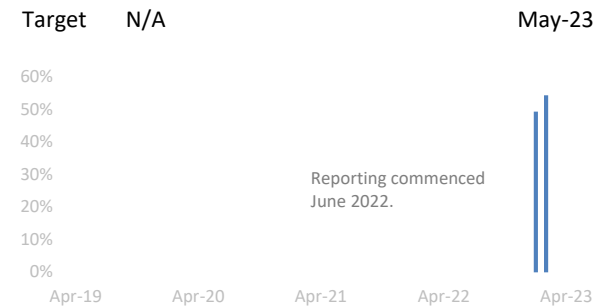 Target N/A May-23
60%
50%
40%
30%
Reporting commenced
June 2022.
20%
10%
0%
Apr-19 Apr-20 Apr-21 Apr-22 Apr-23